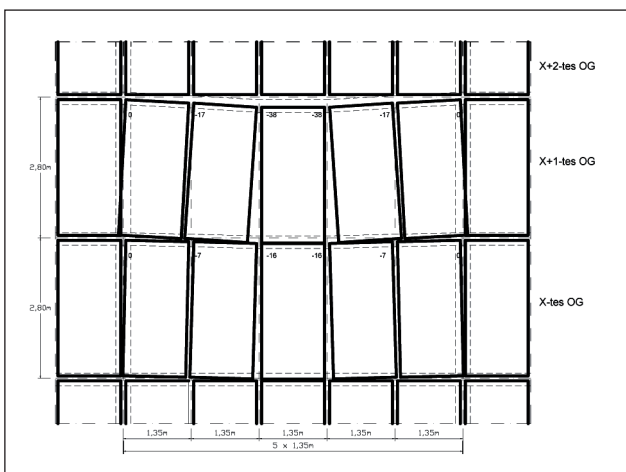 X+2-tes OG
0 -17 -38 -38 -17 0
X+1-tes OG
2,80m
0 -7 -16 -16 -7 0
X-tes OG
2,80m
1,35m 1,35m 1,35m 1,35m 1,35m
5 × 1,35m